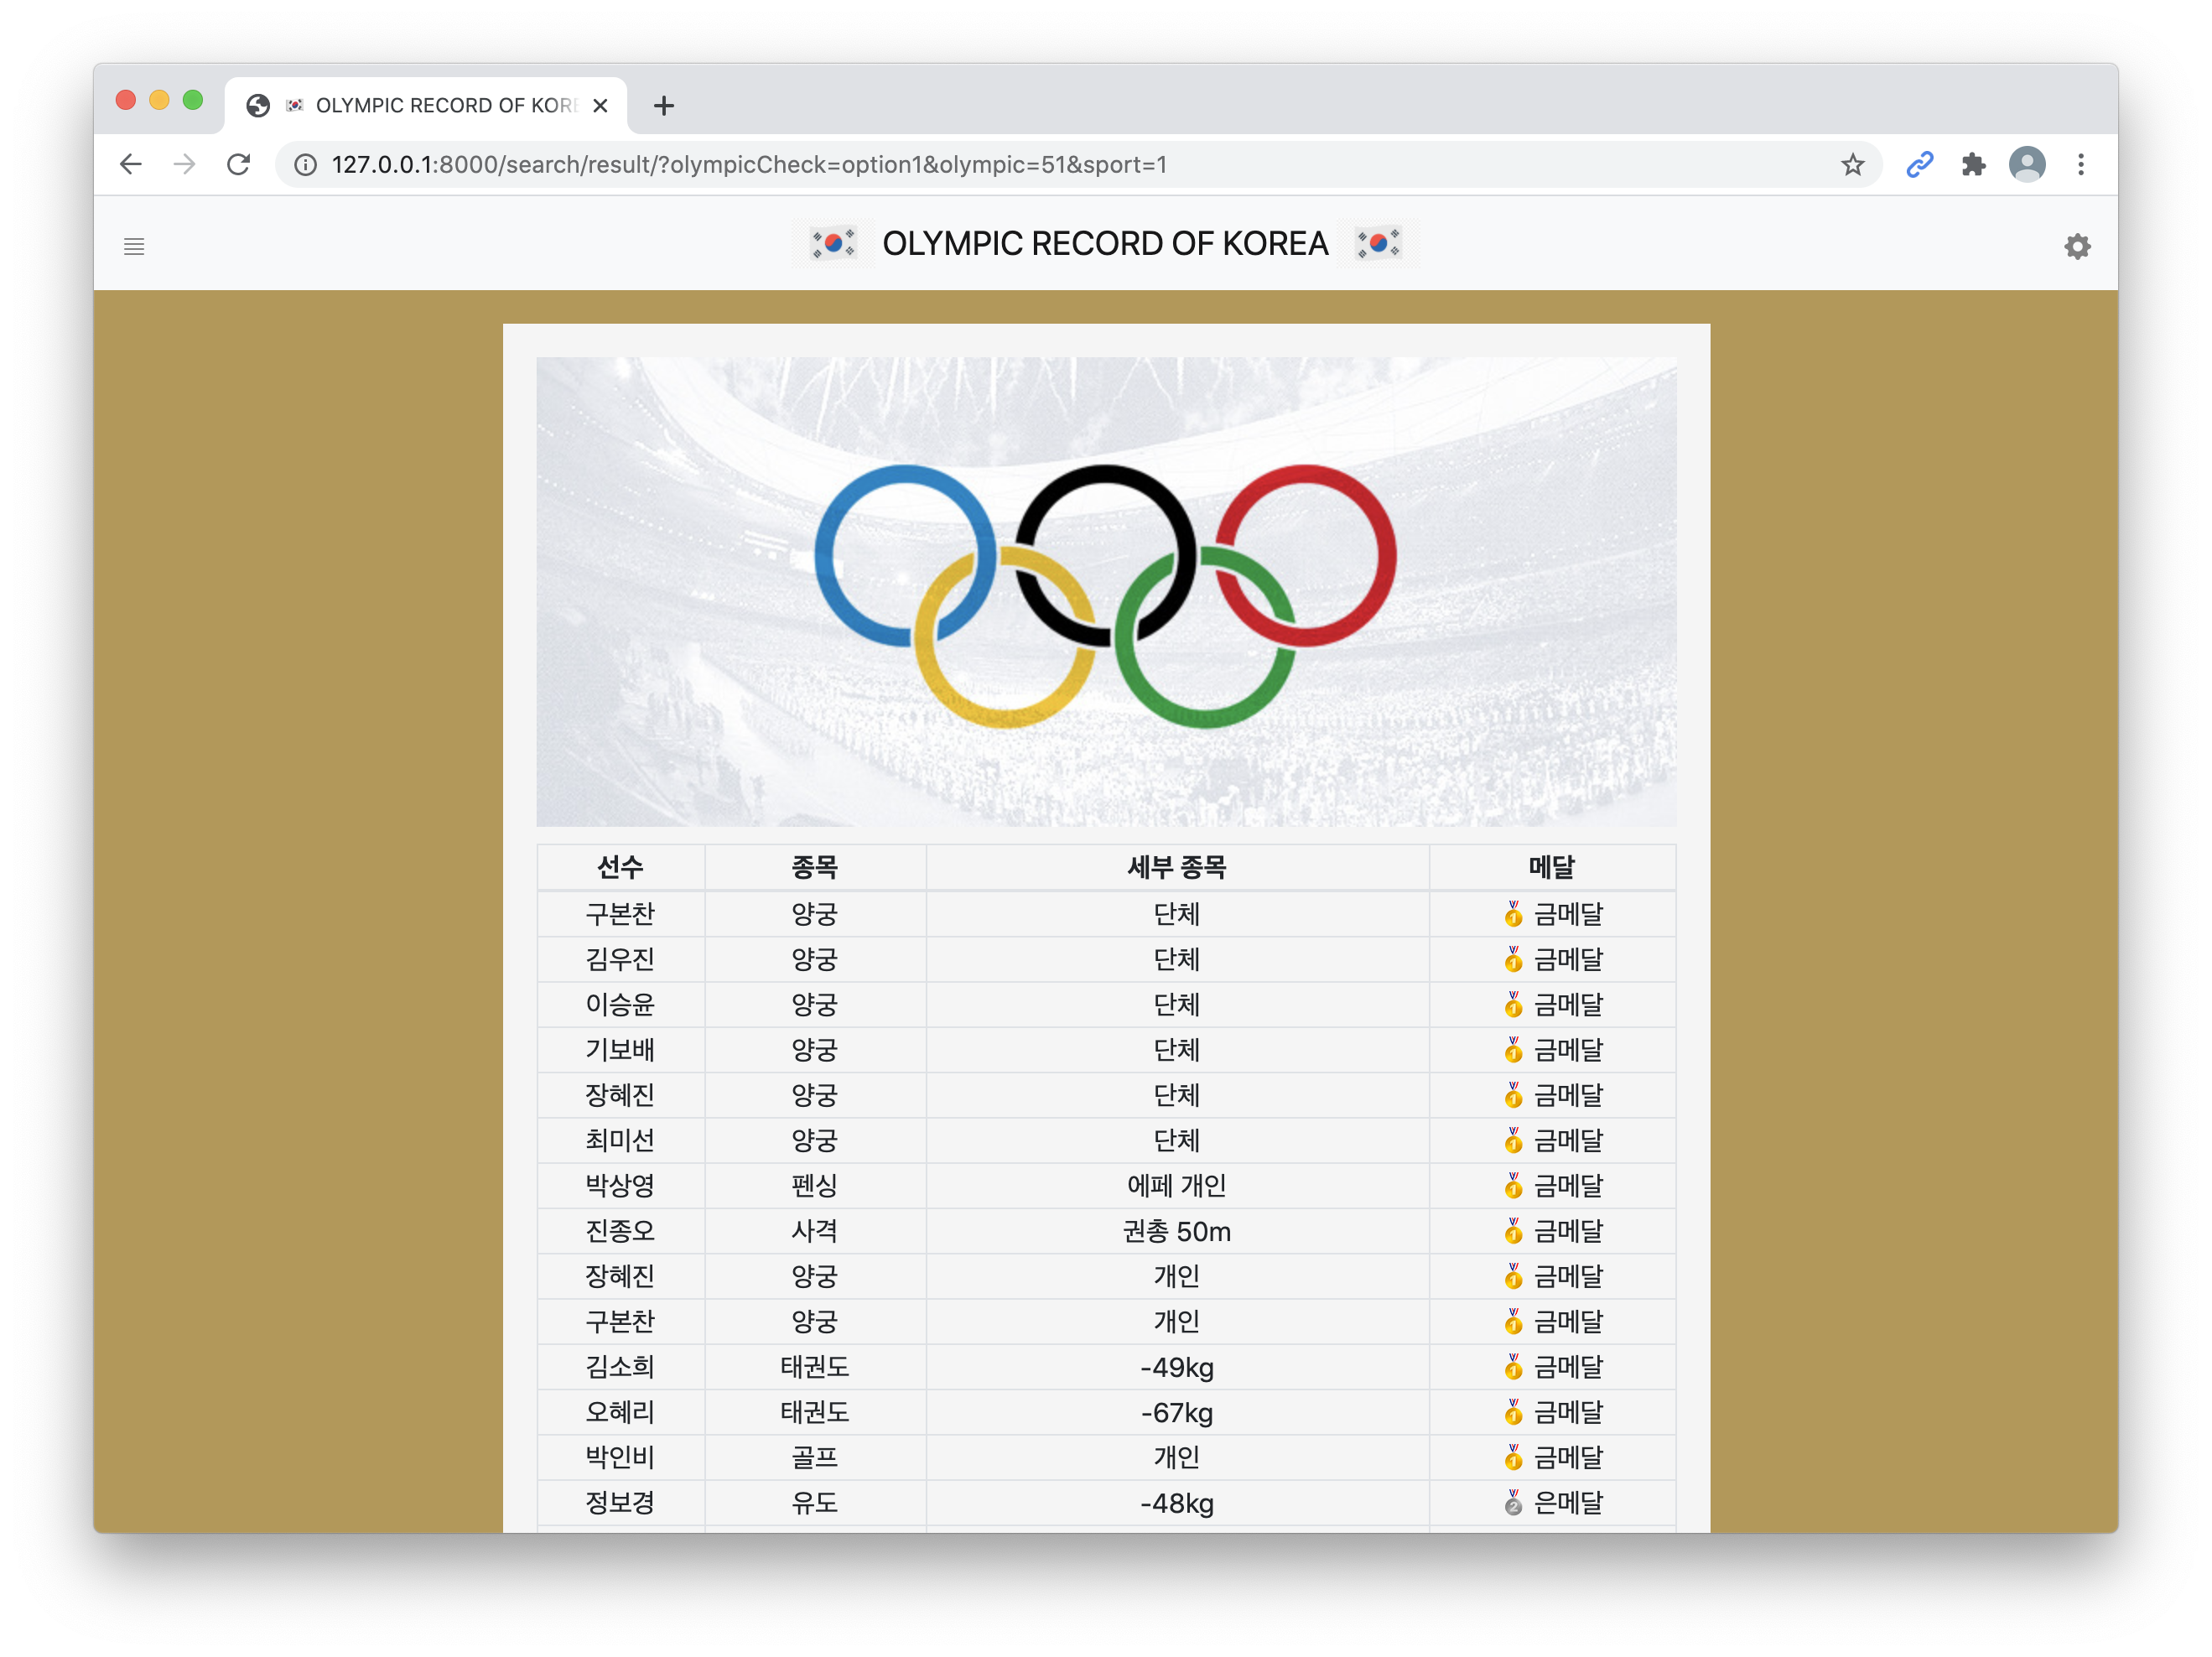 OLYMPIC RECORD OF KOR
127.0.0.1:8000/search/result/?olympicCheck=option1&olympic=51&sport=1
OLYMPIC RECORD OF KOREA
선수 종목 세부 종목 메달
구본찬 양궁 단체 🥇 금메달
김우진 양궁 단체 🥇 금메달
이승윤 양궁 단체 🥇 금메달
기보배 양궁 단체 🥇 금메달
장혜진 양궁 단체 🥇 금메달
최미선 양궁 단체 🥇 금메달
박상영 펜싱 에페 개인 🥇 금메달
진종오 사격 권총 50m 🥇 금메달
장혜진 양궁 개인 🥇 금메달
구본찬 양궁 개인 🥇 금메달
김소희 태권도 -49kg 🥇 금메달
오혜리 태권도 -67kg 🥇 금메달
박인비 골프 개인 🥇 금메달
정보경 유도 -48kg 🥈 은메달